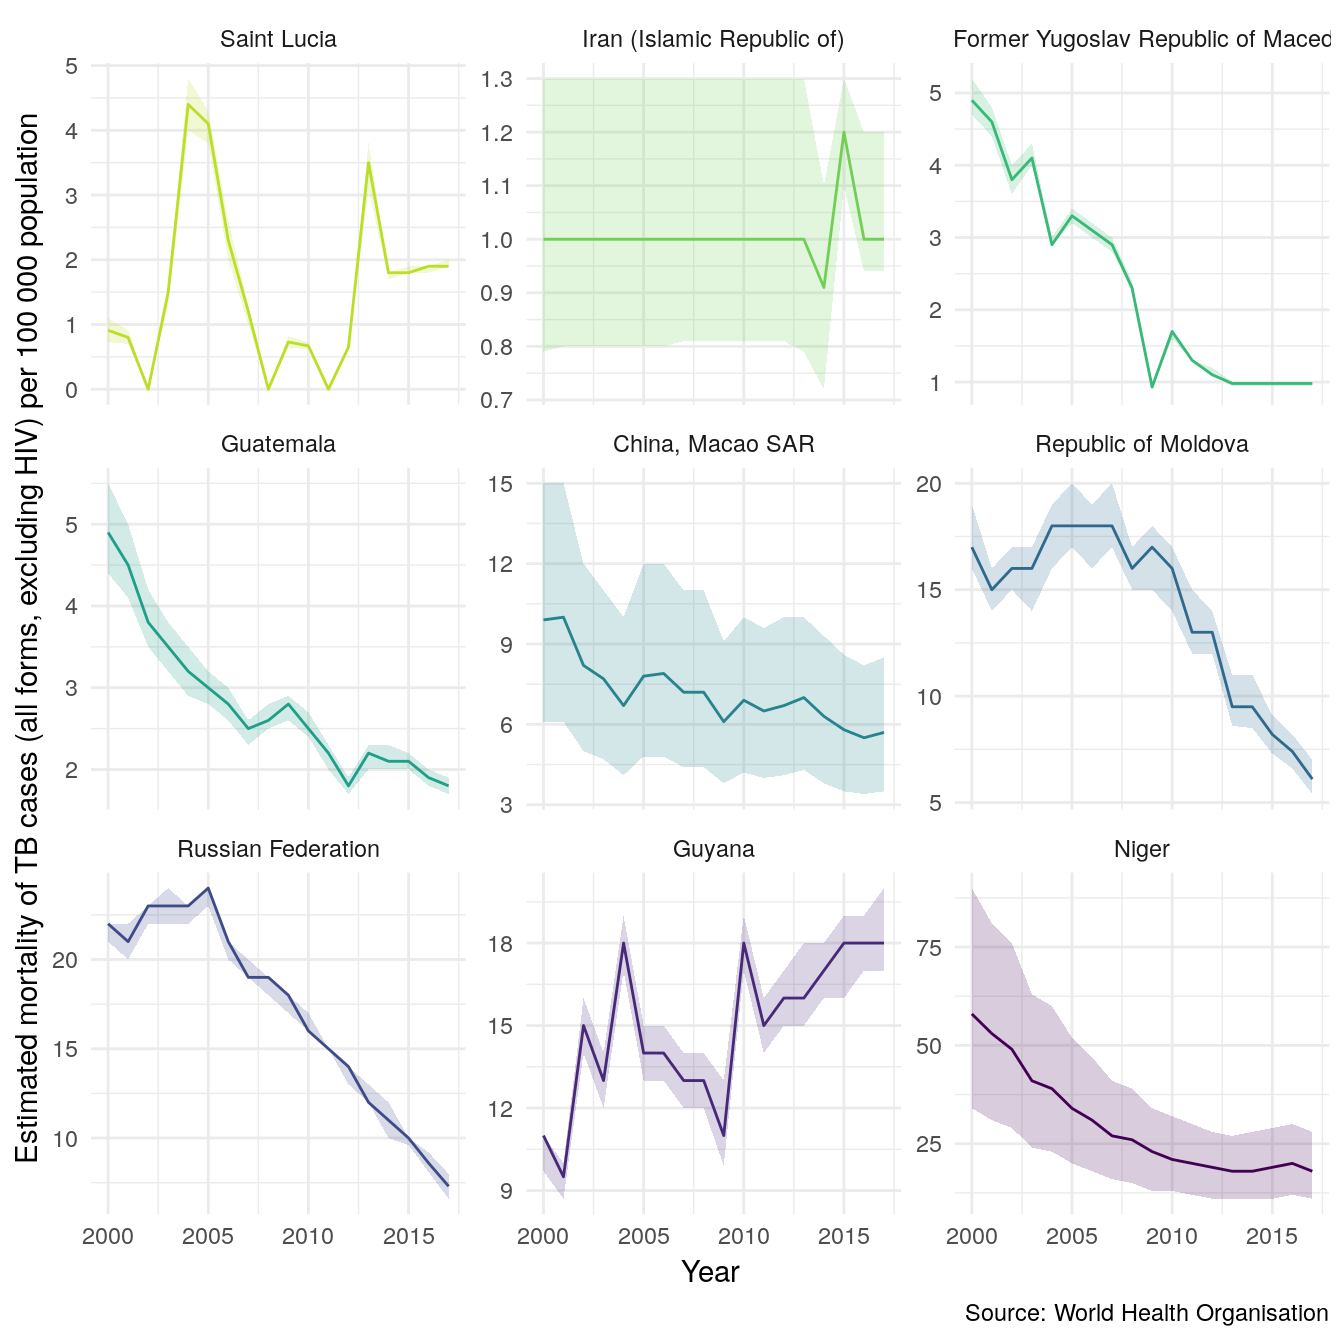 Saint Lucia
Iran (Islamic Republic of)
Former Yugoslav Republic of Maced
5
4
3
2
1
0
1.3
1.2
1.1
1.0
0.9
0.8
0.7
5
4
3
2
1
Guatemala
China, Macao SAR
Republic of Moldova
5
4
3
2
15
12
9
6
3
20
15
10
5
Russian Federation
Guyana
Niger
20
15
10
18
15
12
9
75
50
25
2000 2005 2010 2015
2000 2005 2010 2015
2000 2005 2010 2015
Estimated mortality of TB cases (all forms, excluding HIV) per 100 000 population
Year
Source: World Health Organisation